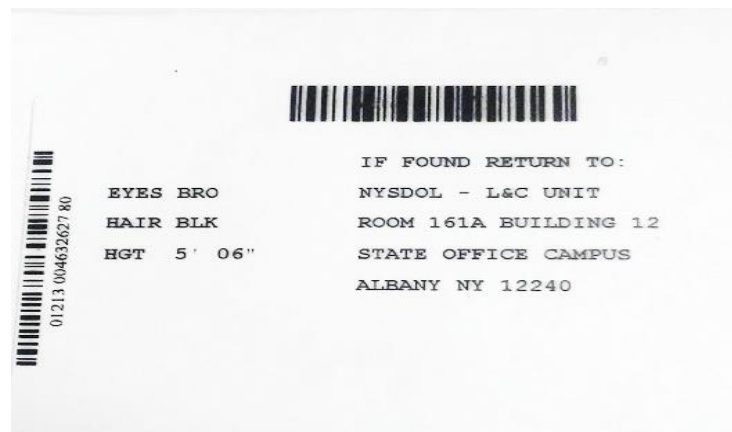 IF FOUND RETURN TO:
EYES BRO
NYSDOL - L&C UNIT
HAIR BLK
ROOM 161A BUILDING 12
HGT 5' 06"
STATE OFFICE CAMPUS
ALBANY NY 12240
01213 004632627 80